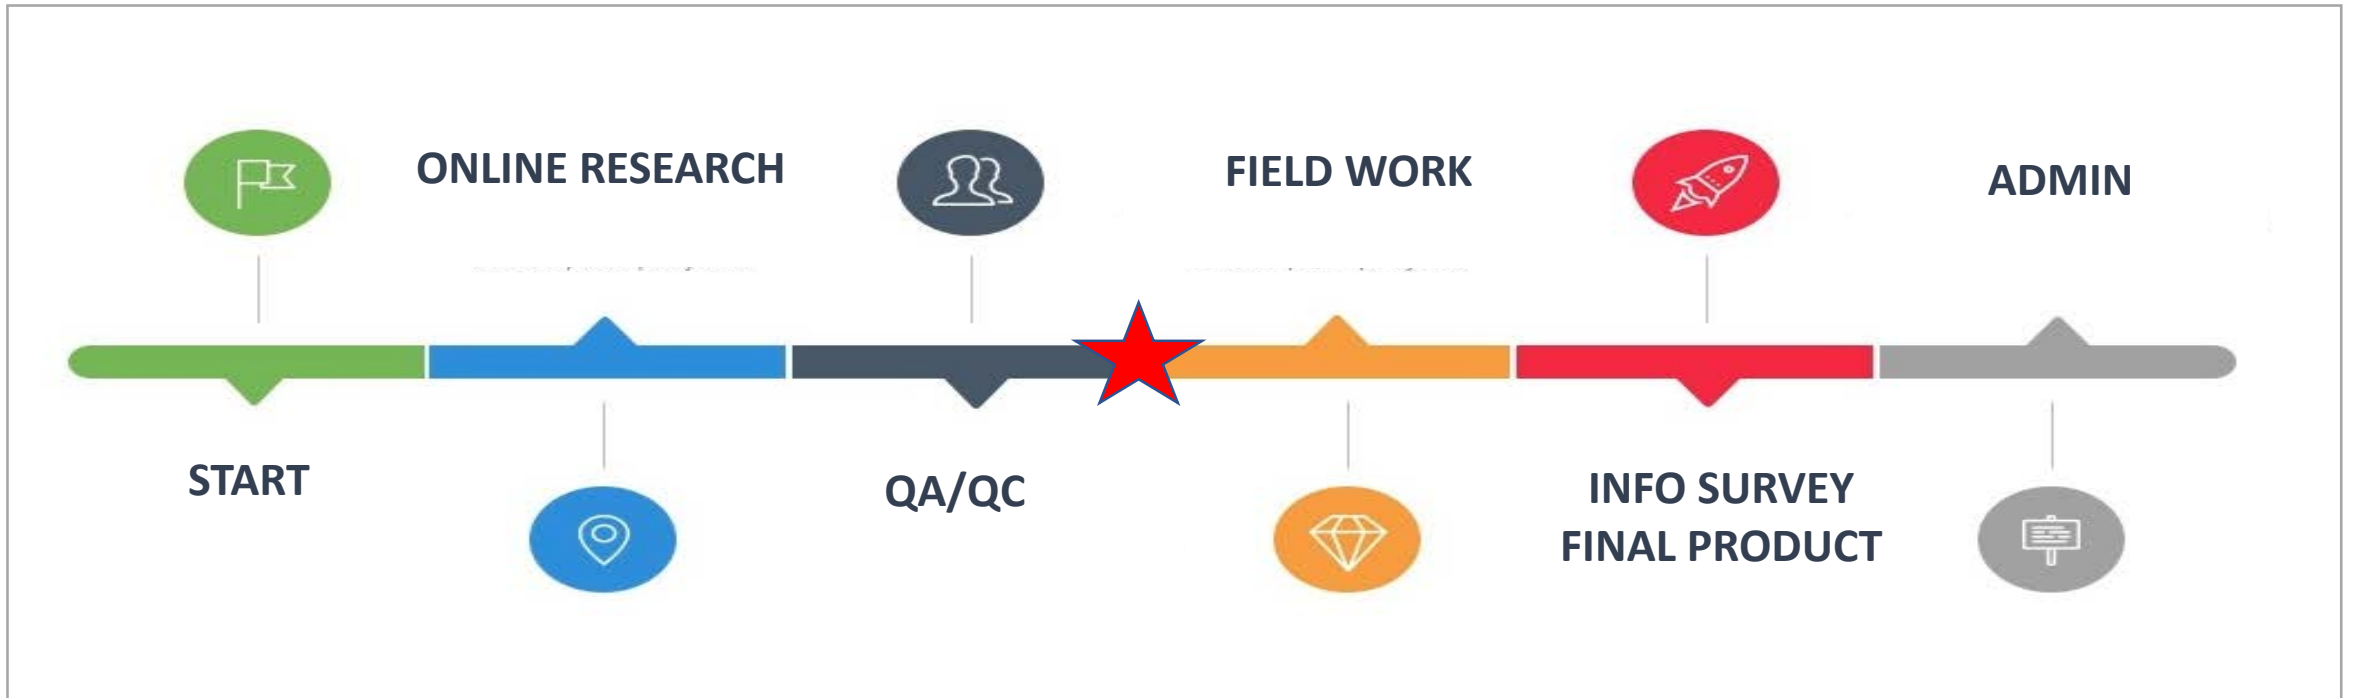 ONLINE RESEARCH
FIELD WORK
ADMIN
START
QA/QC
INFO SURVEY
FINAL PRODUCT